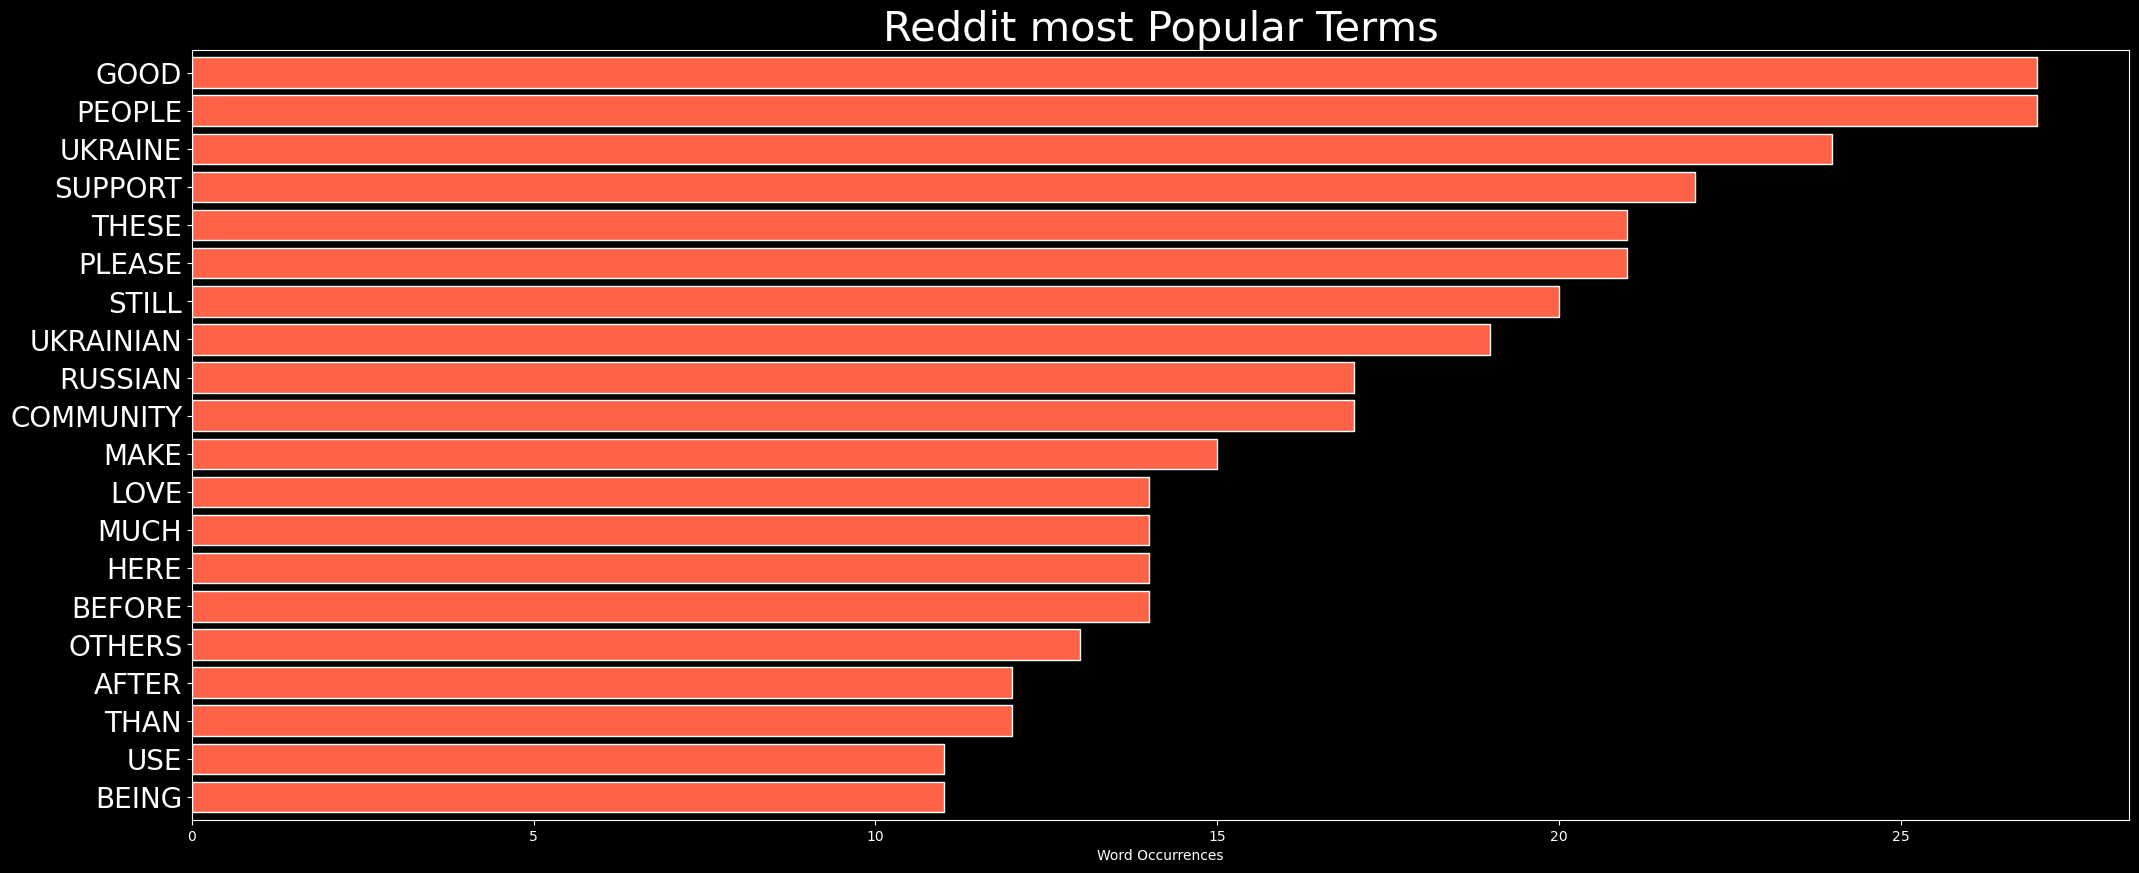 Reddit most Popular Terms
GOOD
PEOPLE
UKRAINE
SUPPORT
THESE
PLEASE
STILL
UKRAINIAN
RUSSIAN
COMMUNITY
MAKE
LOVE
MUCH
HERE
BEFORE
OTHERS
AFTER
THAN
USE
BEING
0 5 10 15 20 25
Word Occurrences